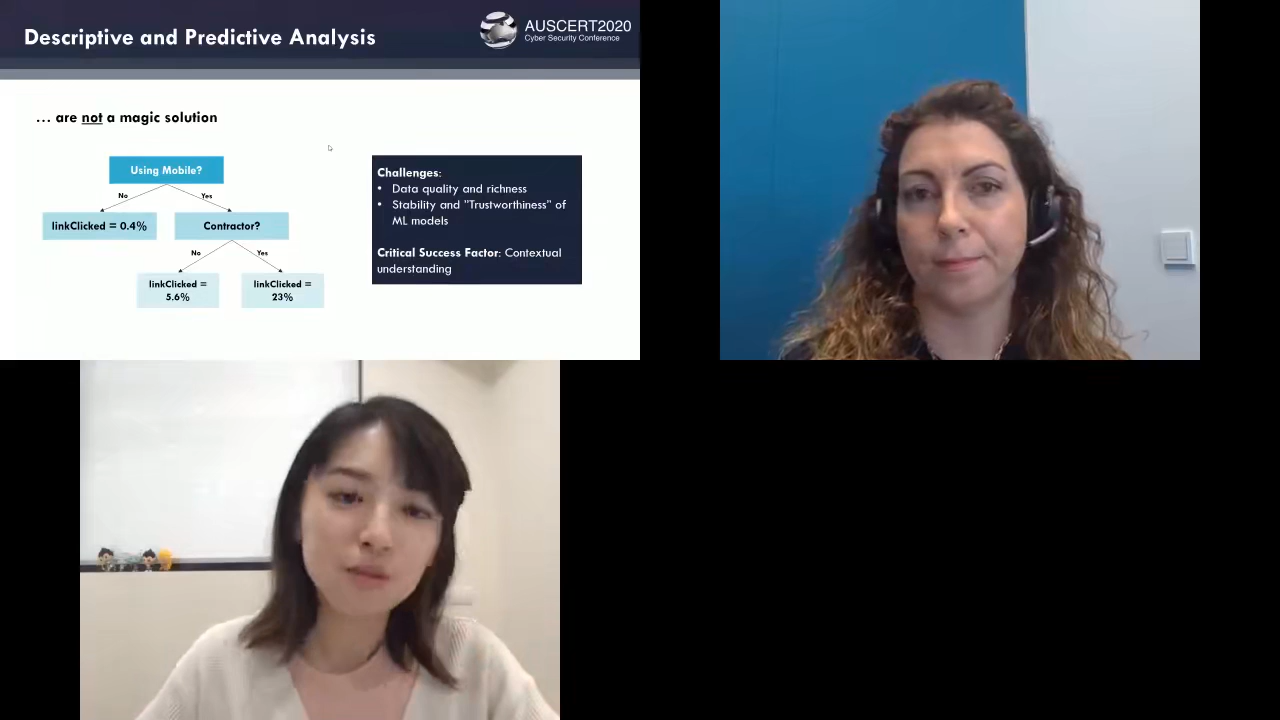 Descriptive and Predictive Analysis
AUSCERT2020
Cyber Security Conference
... are not a magic solution
Using Mobile?
No
Yes
linkClicked = 0.4%
Contractor?
No
Yes
linkClicked =
5.6%
linkClicked =
23%
Challenges:
• Data quality and richness
• Stability and "Trustworthiness" of
ML models
Critical Success Factor: Contextual
understanding